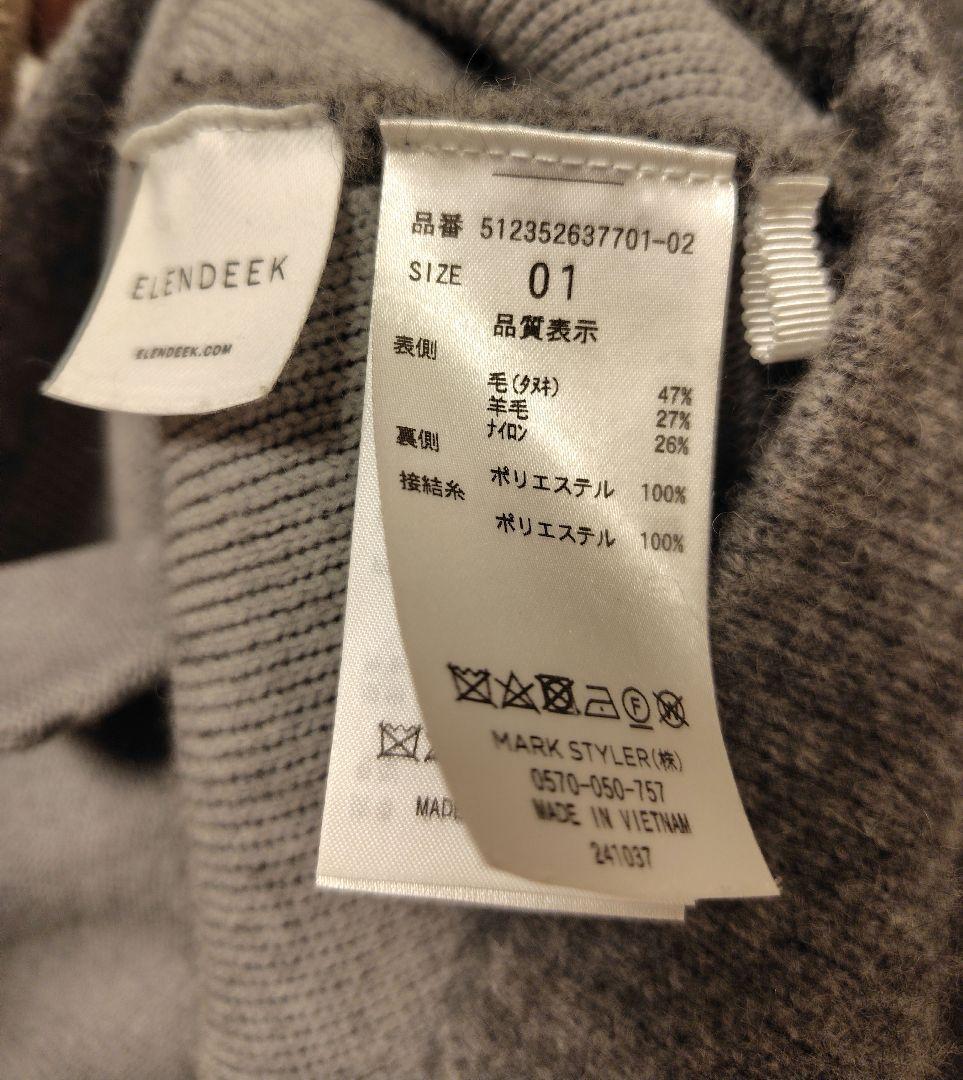 ELENDEEK
ELENDEEK.COM
品番 512352637701-02
SIZE 01
品質表示
表側
毛(タヌキ) 47%
羊毛 27%
ナイロン 26%
裏側
ポリエステル 100%
接結糸
ポリエステル 100%
MARK STYLER(株)
0570-050-757
MADE IN VIETNAM
241037
MADE